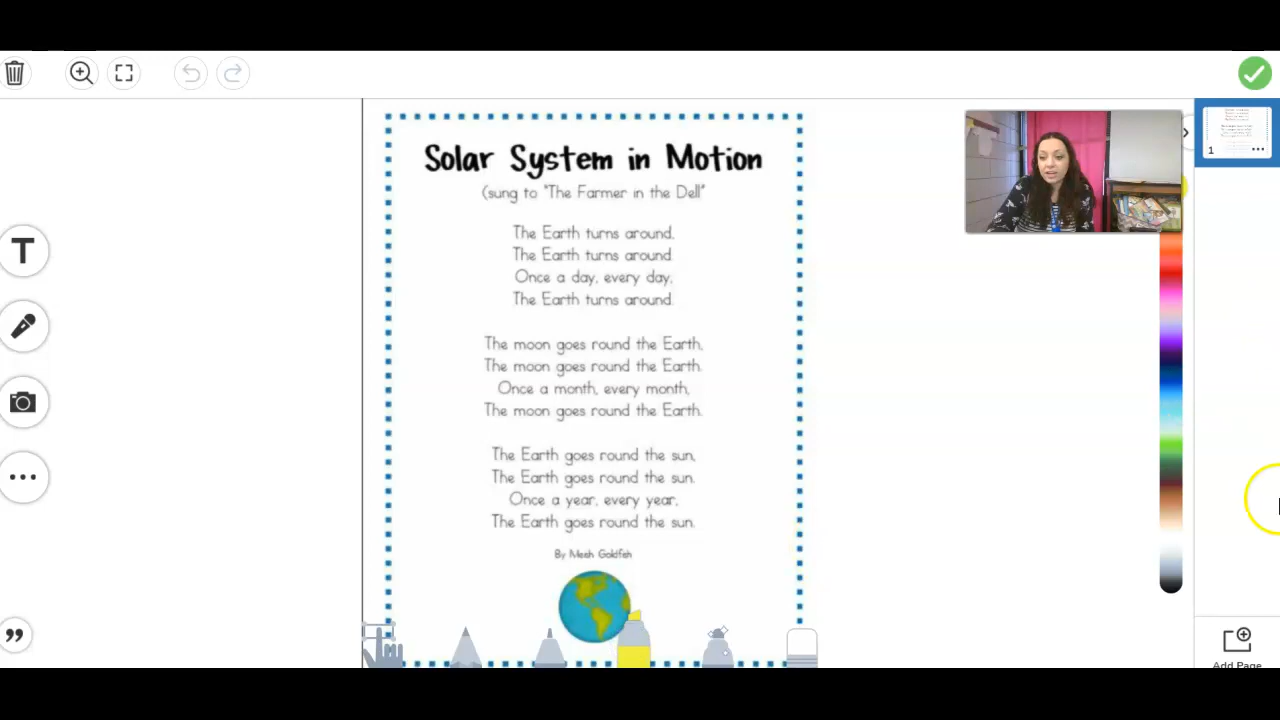 Solar System in Motion
(sung to "The Farmer in the Dell"
The Earth turns around.
The Earth turns around.
Once a day, every day,
The Earth turns around.
The moon goes round the Earth,
The moon goes round the Earth.
Once a month, every month,
The moon goes round the Earth.
The Earth goes round the sun,
The Earth goes round the sun.
Once a year, every year,
The Earth goes round the sun.
By Meish Goldfish
T
1
Add Page